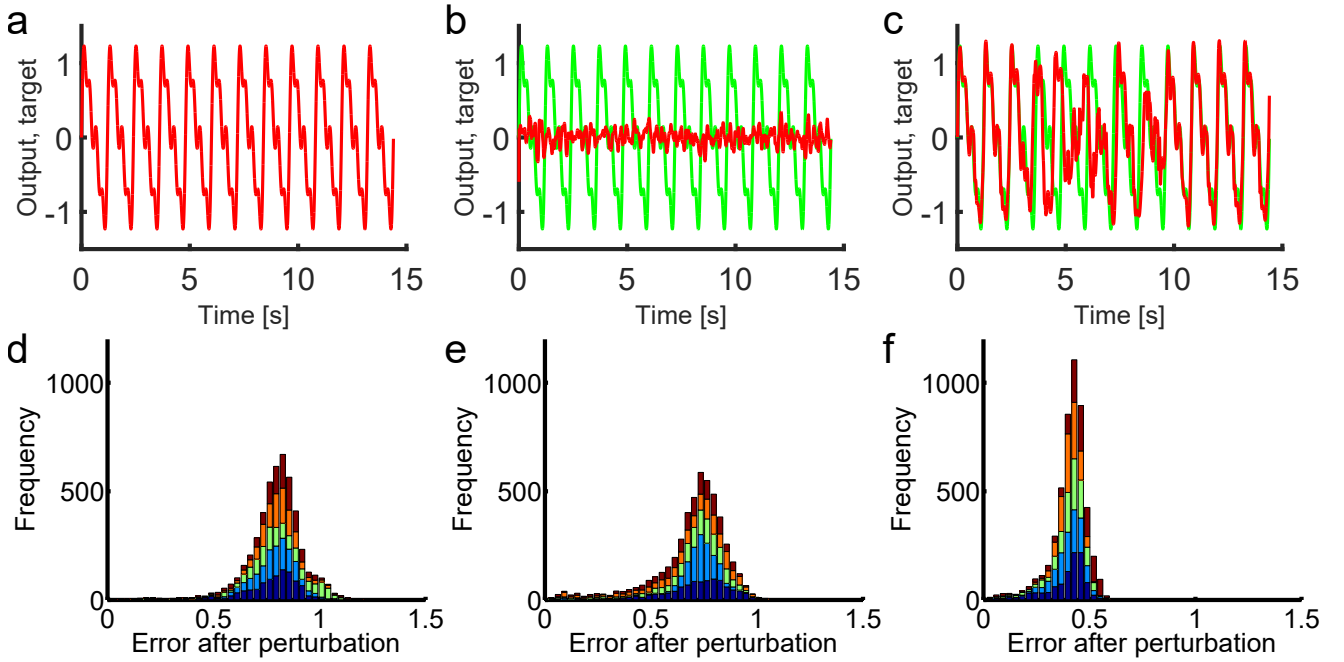 a
Output, target
1
0
-1
0
5
10
15
Time [s]
b
Output, target
1
0
-1
0
5
10
15
Time [s]
c
Output, target
1
0
-1
0
5
10
15
Time [s]
d
Frequency
1000
500
0
0
0.5
1
1.5
Error after perturbation
e
Frequency
1000
500
0
0
0.5
1
1.5
Error after perturbation
f
Frequency
1000
500
0
0
0.5
1
1.5
Error after perturbation